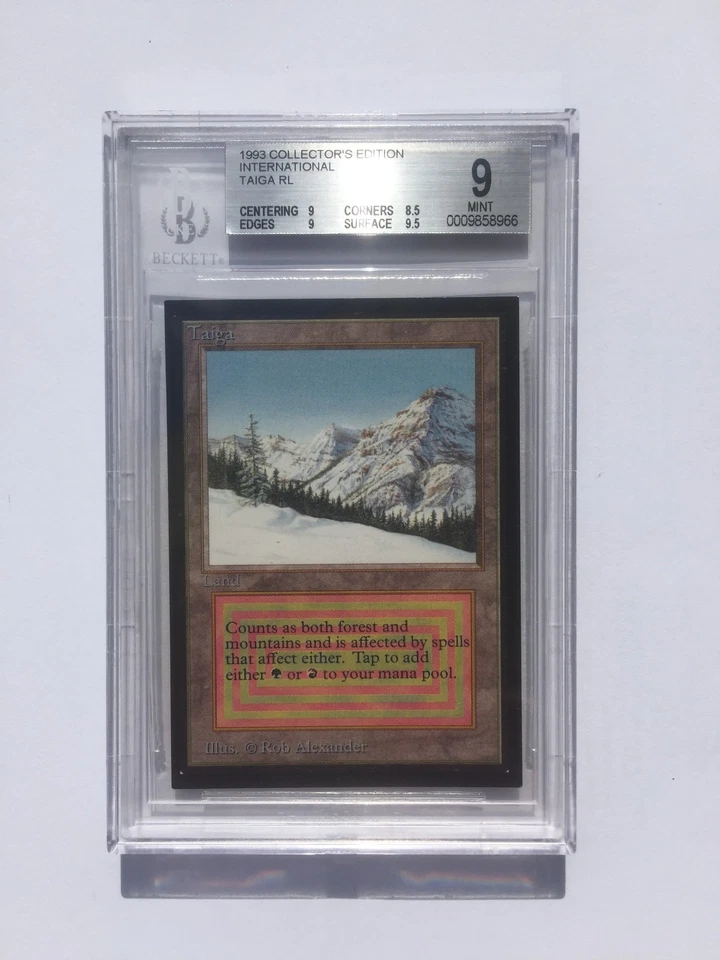 1993 COLLECTOR'S EDITION
INTERNATIONAL
TAIGA RL
CENTERING 9 CORNERS 8.5
EDGES 9 SURFACE 9.5
9
MINT
0009858966
BECKETT®
Taiga
Land
Counts as both forest and
mountains and is affected by spells
that affect either. Tap to add
either or to your mana pool.
Illus. © Rob Alexander